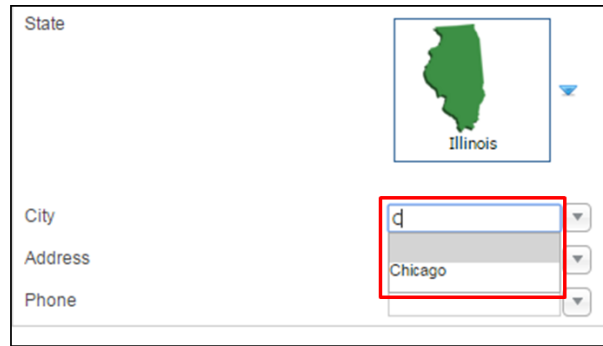 State
Illinois
City
C
Chicago
Address
Phone